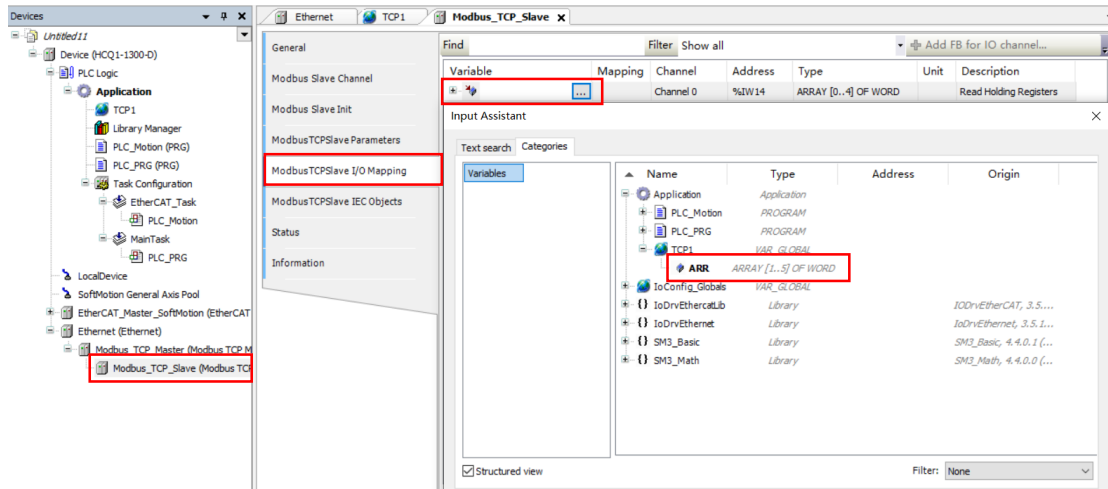 Devices
Untitled11
Device (HCQ1-1300-D)
PLC Logic
Application
TCP1
Library Manager
PLC_Motion (PRG)
PLC_PRG (PRG)
Task Configuration
EtherCAT_Task
PLC_Motion
MainTask
PLC_PRG
LocalDevice
SoftMotion General Axis Pool
EtherCAT_Master_SoftMotion (EtherCAT
Ethernet (Ethernet)
Modbus_TCP_Master (Modbus TCP M
Modbus_TCP_Slave (Modbus TCP
Ethernet TCP1 Modbus_TCP_Slave
General
Modbus Slave Channel
Modbus Slave Init
ModbusTCPSlave Parameters
ModbusTCPSlave I/O Mapping
ModbusTCPSlave IEC Objects
Status
Information
Find Filter Show all Add FB for IO channel...
Variable Mapping Channel Address Type Unit Description
... Channel 0 %IW14 ARRAY [0..4] OF WORD Read Holding Registers
Input Assistant
Text search Categories
Variables
Name Type Address Origin
Application Application
PLC_Motion PROGRAM
PLC_PRG PROGRAM
TCP1 VAR_GLOBAL
ARR ARRAY [1..5] OF WORD
IoConfig_Globals VAR_GLOBAL
IoDrvEthercatLib Library IODrvEtherCAT, 3.5....
IoDrvEthernet Library IoDrvEthernet, 3.5.1...
SM3_Basic Library SM3_Basic, 4.4.0.1 (...
SM3_Math Library SM3_Math, 4.4.0.0 (...
Structured view Filter: None